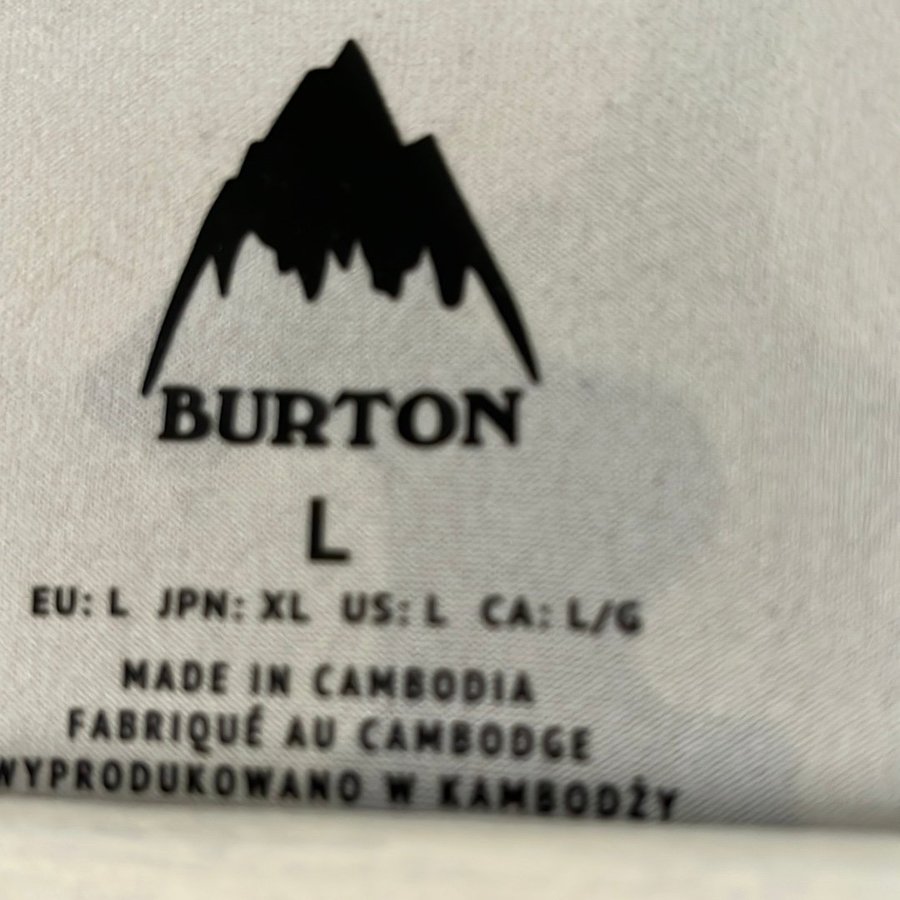 BURTON
L
EU: L JPN: XL US: L CA: L/G
MADE IN CAMBODIA
FABRIQUÉ AU CAMBODGE
WYPRODUKOWANO W KAMBODŻY